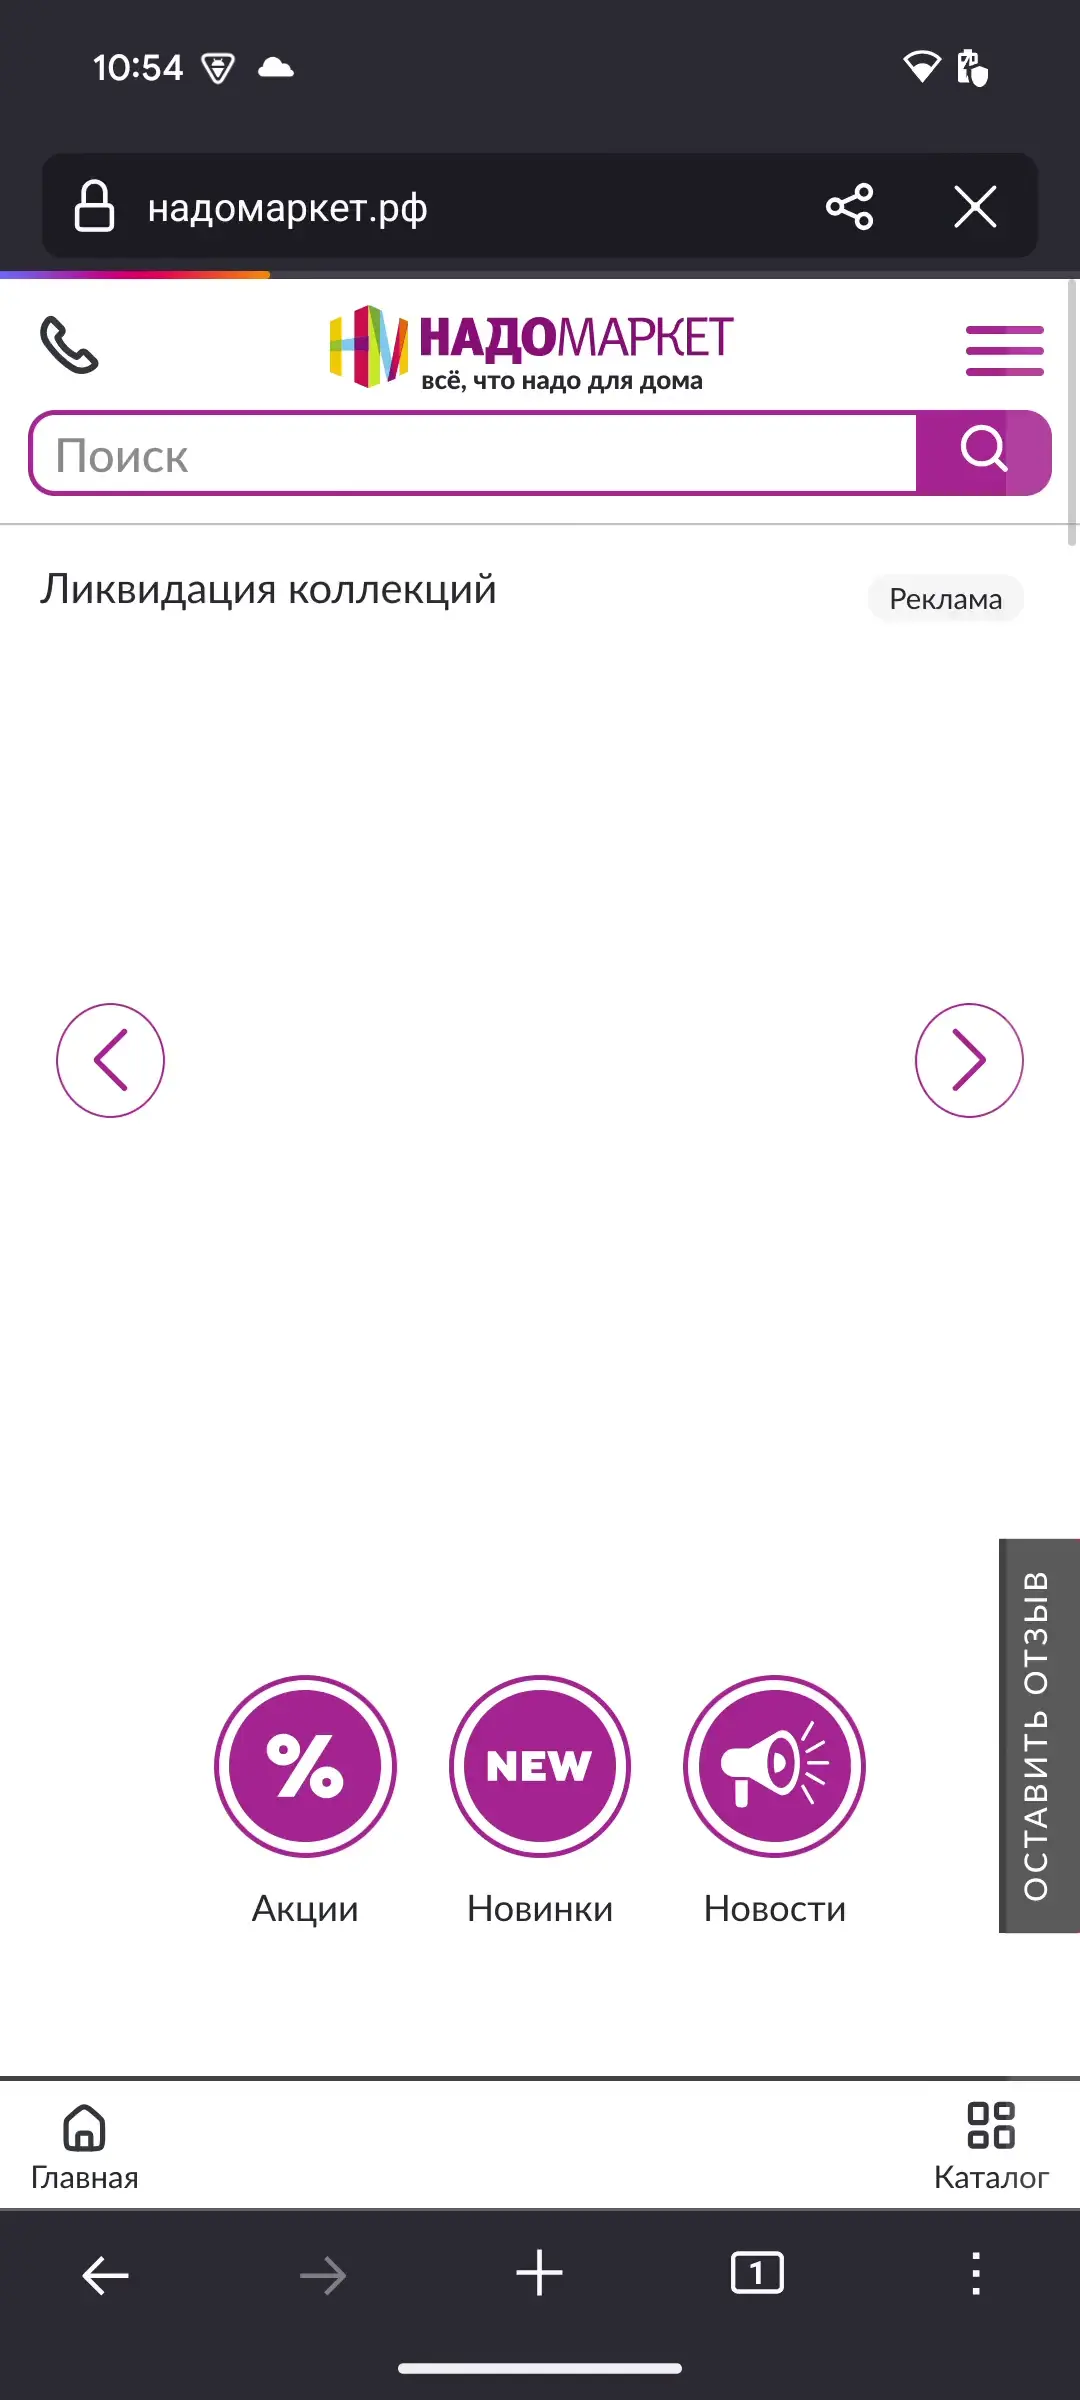 10:54
надомаркет.рф
НАДОМАРКЕТ
всё, что надо для дома
Поиск
Ликвидация коллекций
Реклама
ОСТАВИТЬ ОТЗЫВ
NEW
Акции
Новинки
Новости
Главная
Каталог
1